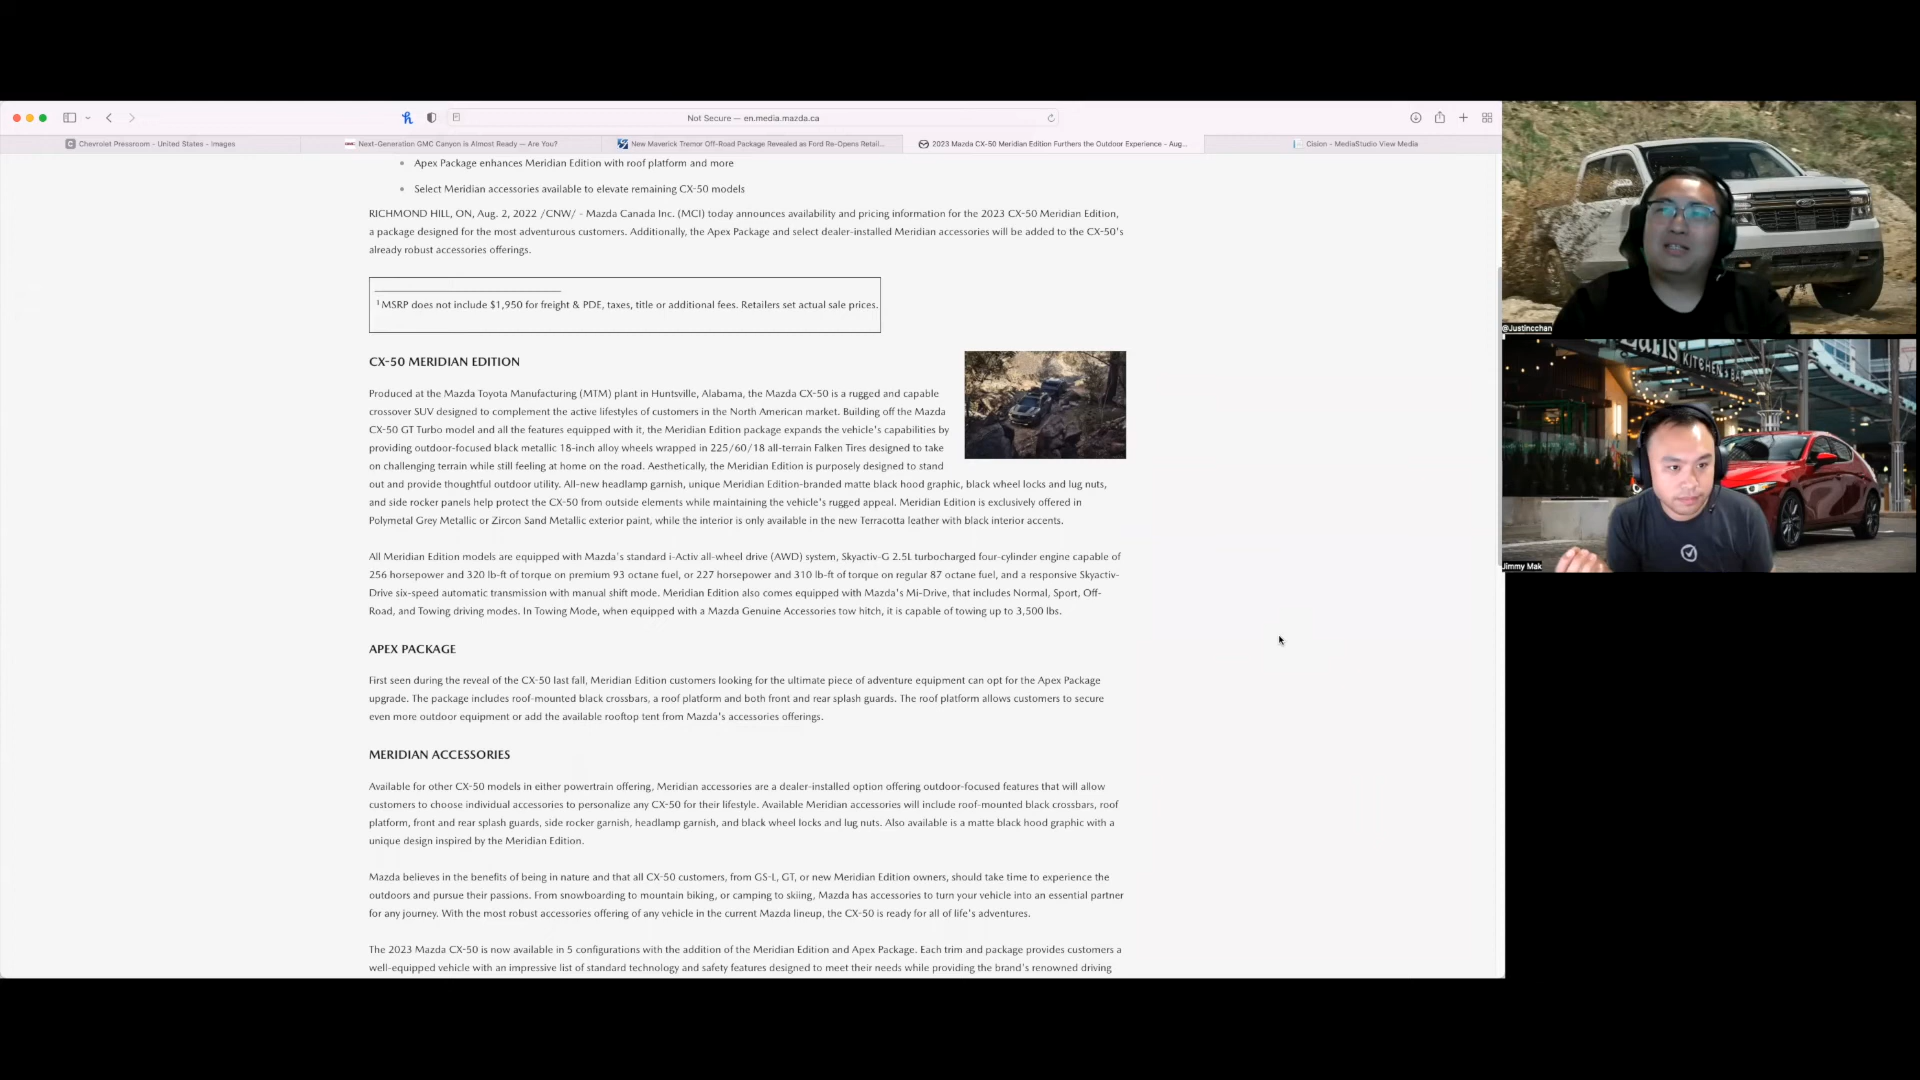 Not Secure — en.media.mazda.ca
Chevrolet Pressroom - United States - Images
Next-Generation GMC Canyon is Almost Ready — Are You?
New Maverick Tremor Off-Road Package Revealed as Ford Re-Opens Retail...
2023 Mazda CX-50 Meridian Edition Furthers the Outdoor Experience - Aug...
Cision - MediaStudio View Media
• Apex Package enhances Meridian Edition with roof platform and more
• Select Meridian accessories available to elevate remaining CX-50 models
RICHMOND HILL, ON, Aug. 2, 2022 /CNW/ - Mazda Canada Inc. (MCI) today announces availability and pricing information for the 2023 CX-50 Meridian Edition,
a package designed for the most adventurous customers. Additionally, the Apex Package and select dealer-installed Meridian accessories will be added to the CX-50's
already robust accessories offerings.
1 MSRP does not include $1,950 for freight & PDE, taxes, title or additional fees. Retailers set actual sale prices.
CX-50 MERIDIAN EDITION
Produced at the Mazda Toyota Manufacturing (MTM) plant in Huntsville, Alabama, the Mazda CX-50 is a rugged and capable
crossover SUV designed to complement the active lifestyles of customers in the North American market. Building off the Mazda
CX-50 GT Turbo model and all the features equipped with it, the Meridian Edition package expands the vehicle's capabilities by
providing outdoor-focused black metallic 18-inch alloy wheels wrapped in 225/60/18 all-terrain Falken Tires designed to take
on challenging terrain while still feeling at home on the road. Aesthetically, the Meridian Edition is purposely designed to stand
out and provide thoughtful outdoor utility. All-new headlamp garnish, unique Meridian Edition-branded matte black hood graphic, black wheel locks and lug nuts,
and side rocker panels help protect the CX-50 from outside elements while maintaining the vehicle's rugged appeal. Meridian Edition is exclusively offered in
Polymetal Grey Metallic or Zircon Sand Metallic exterior paint, while the interior is only available in the new Terracotta leather with black interior accents.
All Meridian Edition models are equipped with Mazda's standard i-Activ all-wheel drive (AWD) system, Skyactiv-G 2.5L turbocharged four-cylinder engine capable of
256 horsepower and 320 lb-ft of torque on premium 93 octane fuel, or 227 horsepower and 310 lb-ft of torque on regular 87 octane fuel, and a responsive Skyactiv-
Drive six-speed automatic transmission with manual shift mode. Meridian Edition also comes equipped with Mazda's Mi-Drive, that includes Normal, Sport, Off-
Road, and Towing driving modes. In Towing Mode, when equipped with a Mazda Genuine Accessories tow hitch, it is capable of towing up to 3,500 lbs.
APEX PACKAGE
First seen during the reveal of the CX-50 last fall, Meridian Edition customers looking for the ultimate piece of adventure equipment can opt for the Apex Package
upgrade. The package includes roof-mounted black crossbars, a roof platform and both front and rear splash guards. The roof platform allows customers to secure
even more outdoor equipment or add the available rooftop tent from Mazda's accessories offerings.
MERIDIAN ACCESSORIES
Available for other CX-50 models in either powertrain offering, Meridian accessories are a dealer-installed option offering outdoor-focused features that will allow
customers to choose individual accessories to personalize any CX-50 for their lifestyle. Available Meridian accessories will include roof-mounted black crossbars, roof
platform, front and rear splash guards, side rocker garnish, headlamp garnish, and black wheel locks and lug nuts. Also available is a matte black hood graphic with a
unique design inspired by the Meridian Edition.
Mazda believes in the benefits of being in nature and that all CX-50 customers, from GS-L, GT, or new Meridian Edition owners, should take time to experience the
outdoors and pursue their passions. From snowboarding to mountain biking, or camping to skiing, Mazda has accessories to turn your vehicle into an essential partner
for any journey. With the most robust accessories offering of any vehicle in the current Mazda lineup, the CX-50 is ready for all of life's adventures.
The 2023 Mazda CX-50 is now available in 5 configurations with the addition of the Meridian Edition and Apex Package. Each trim and package provides customers a
well-equipped vehicle with an impressive list of standard technology and safety features designed to meet their needs while providing the brand's renowned driving
@Justincchan
KITCHEN & BAR
Jimmy Mak